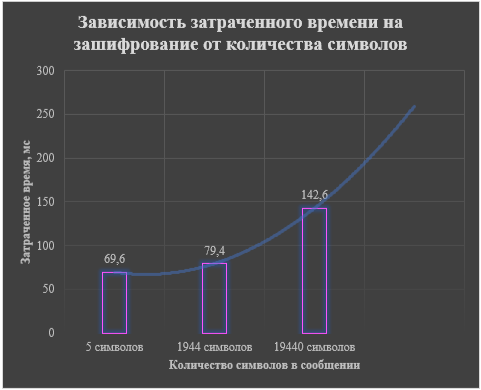 Зависимость затраченного времени на
зашифрование от количества символов
Затраченное время, мс
300
250
200
150
100
50
0
69,6
79,4
142,6
5 символов
1944 символов
19440 символов
Количество символов в сообщении